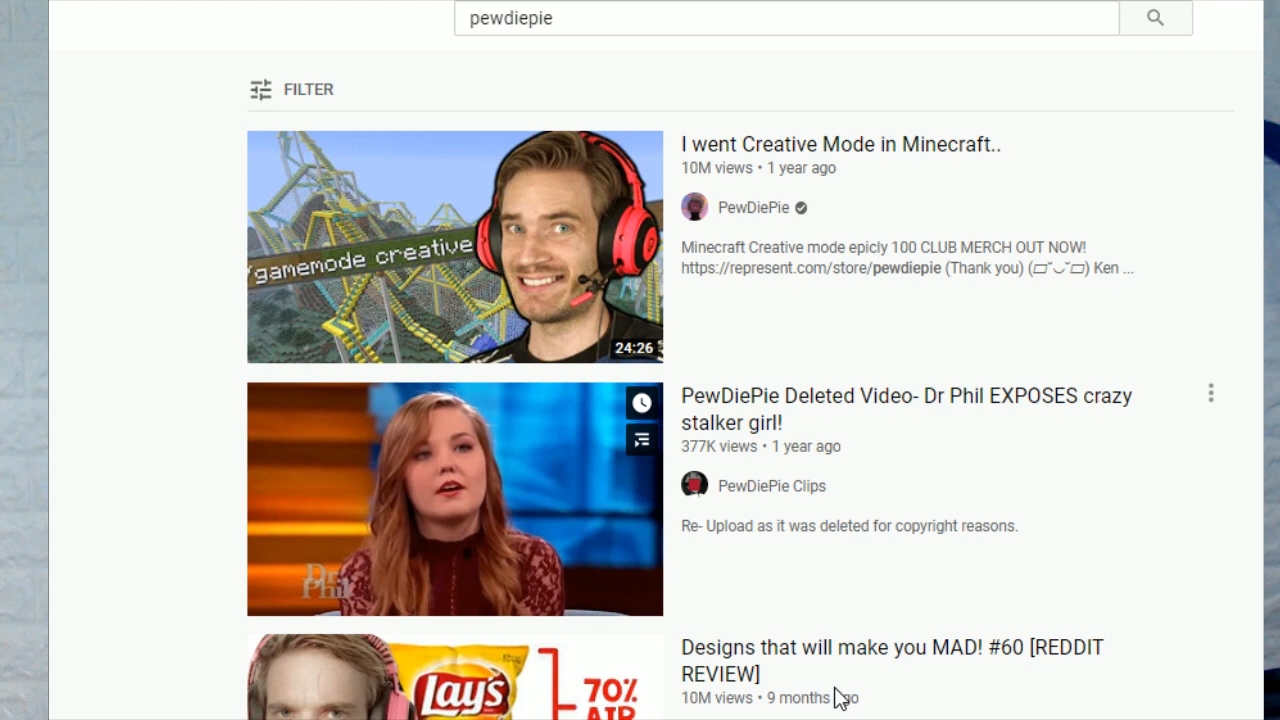 pewdiepie
FILTER
/gamemode creative
24:26
I went Creative Mode in Minecraft..
10M views • 1 year ago
PewDiePie
Minecraft Creative mode epicly 100 CLUB MERCH OUT NOW!
https://represent.com/store/pewdiepie (Thank you) (▱˘◡˘▱) Ken ...
Dr.
Phil
PewDiePie Deleted Video- Dr Phil EXPOSES crazy
stalker girl!
377K views • 1 year ago
PewDiePie Clips
Re- Upload as it was deleted for copyright reasons.
Lay's
70%
AIR
Designs that will make you MAD! #60 [REDDIT
REVIEW]
10M views • 9 months ago